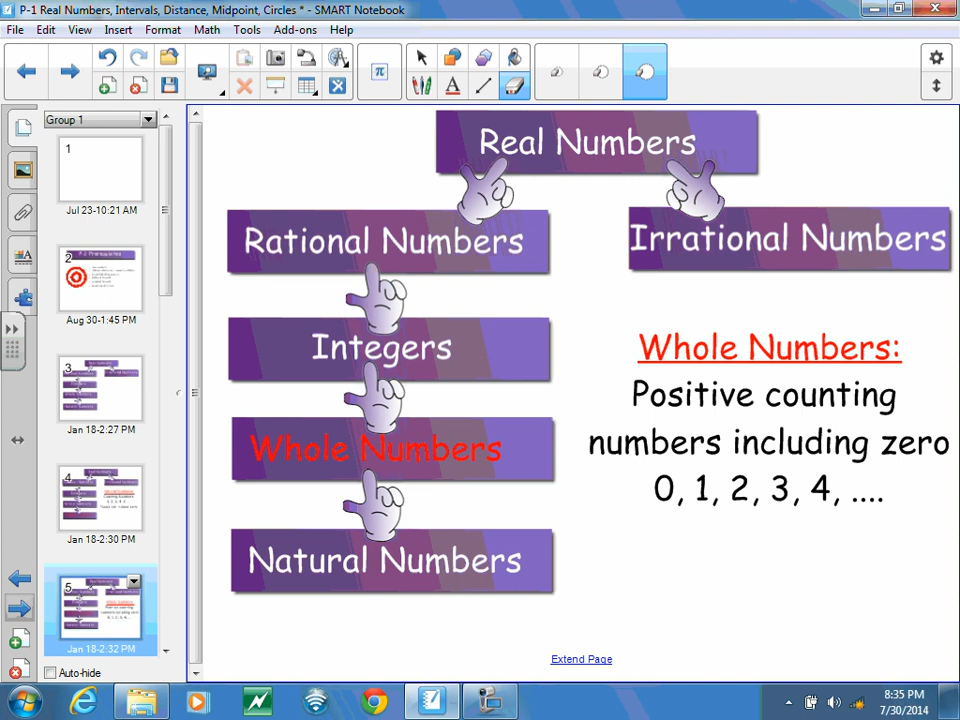 P-1 Real Numbers, Intervals, Distance, Midpoint, Circles * - SMART Notebook
File Edit View Insert Format Math Tools Add-ons Help
Group 1
1
Jul 23-10:21 AM
2
P-1 Prerequisites
Aug 30-1:45 PM
3
Jan 18-2:27 PM
4
Jan 18-2:30 PM
5
Jan 18-2:32 PM
Auto-hide
Real Numbers
Rational Numbers
Irrational Numbers
Integers
Whole Numbers
Natural Numbers
Whole Numbers:
Positive counting
numbers including zero
0, 1, 2, 3, 4, ....
Extend Page
8:35 PM
7/30/2014